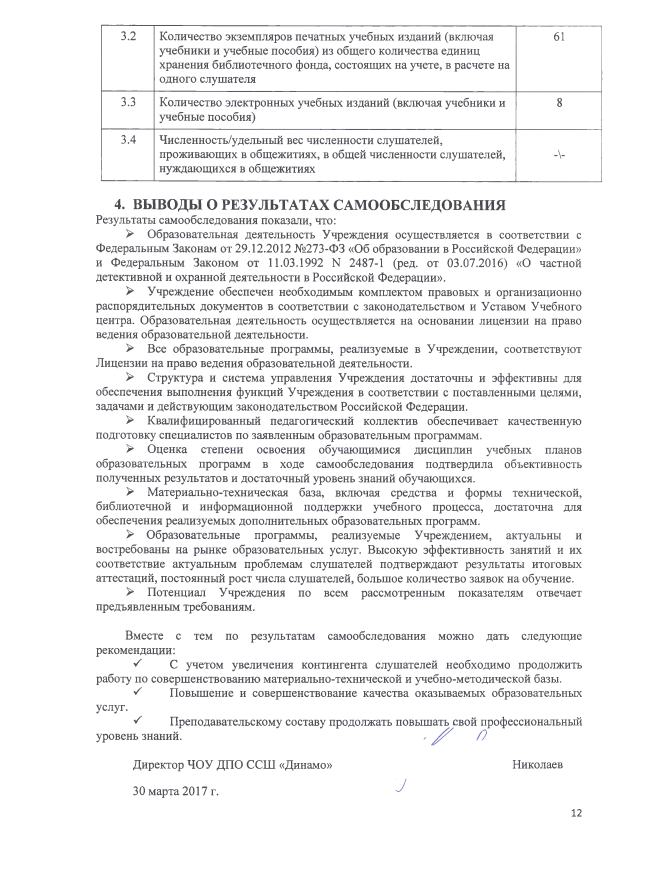 3.2 Количество экземпляров печатных учебных изданий (включая 61
учебники и учебные пособия) из общего количества единиц
хранения библиотечного фонда, состоящих на учете, в расчете на
одного слушателя
3.3 Количество электронных учебных изданий (включая учебники и 8
учебные пособия)
3.4 Численность/удельный вес численности слушателей,
проживающих в общежитиях, в общей численности слушателей, -\-
нуждающихся в общежитиях
4. ВЫВОДЫ О РЕЗУЛЬТАТАХ САМООБСЛЕДОВАНИЯ
Результаты самообследования показали, что:
➢ Образовательная деятельность Учреждения осуществляется в соответствии с
Федеральным Законам от 29.12.2012 №273-ФЗ «Об образовании в Российской Федерации»
и Федеральным Законом от 11.03.1992 N 2487-1 (ред. от 03.07.2016) «О частной
детективной и охранной деятельности в Российской Федерации».
➢ Учреждение обеспечен необходимым комплектом правовых и организационно
распорядительных документов в соответствии с законодательством и Уставом Учебного
центра. Образовательная деятельность осуществляется на основании лицензии на право
ведения образовательной деятельности.
➢ Все образовательные программы, реализуемые в Учреждении, соответствуют
Лицензии на право ведения образовательной деятельности.
➢ Структура и система управления Учреждения достаточны и эффективны для
обеспечения выполнения функций Учреждения в соответствии с поставленными целями,
задачами и действующим законодательством Российской Федерации.
➢ Квалифицированный педагогический коллектив обеспечивает качественную
подготовку специалистов по заявленным образовательным программам.
➢ Оценка степени освоения обучающимися дисциплин учебных планов
образовательных программ в ходе самообследования подтвердила объективность
полученных результатов и достаточный уровень знаний обучающихся.
➢ Материально-техническая база, включая средства и формы технической,
библиотечной и информационной поддержки учебного процесса, достаточна для
обеспечения реализуемых дополнительных образовательных программ.
➢ Образовательные программы, реализуемые Учреждением, актуальны и
востребованы на рынке образовательных услуг. Высокую эффективность занятий и их
соответствие актуальным проблемам слушателей подтверждают результаты итоговых
аттестаций, постоянный рост числа слушателей, большое количество заявок на обучение.
➢ Потенциал Учреждения по всем рассмотренным показателям отвечает
предъявленным требованиям.
Вместе с тем по результатам самообследования можно дать следующие
рекомендации:
✓ С учетом увеличения контингента слушателей необходимо продолжить
работу по совершенствованию материально-технической и учебно-методической базы.
✓ Повышение и совершенствование качества оказываемых образовательных
услуг.
✓ Преподавательскому составу продолжать повышать свой профессиональный
уровень знаний.
Директор ЧОУ ДПО ССШ «Динамо» Николаев
30 марта 2017 г.
12